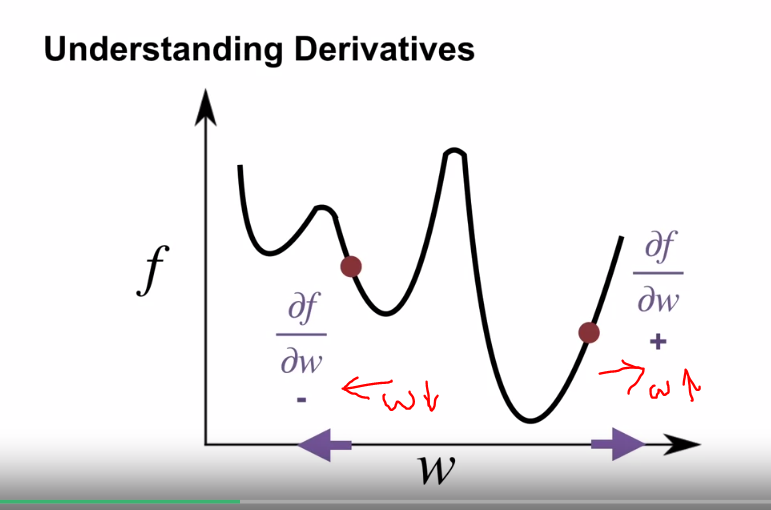 Understanding Derivatives
f
∂f
∂w
-
w↓
∂f
∂w
+
w↑
w